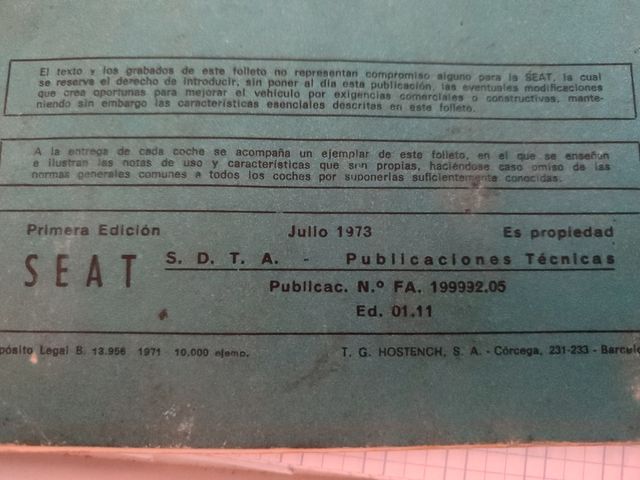 El texto y los grabados de este folleto no representan compromiso alguno para la SEAT, la cual
se reserva el derecho de introducir, sin poner al día esta publicación, las eventuales modificaciones
que crea oportunas para mejorar el vehículo por exigencias comerciales o constructivas, mante-
niendo sin embargo las características esenciales descritas en este folleto.
A la entrega de cada coche se acompaña un ejemplar de este folleto, en el que se enseñan
e ilustran las notas de uso y características que son propias, haciéndose caso omiso de las
normas generales comunes a todos los coches por suponerlas suficientemente conocidas.
Primera Edición Julio 1973 Es propiedad
SEAT S. D. T. A. - Publicaciones Técnicas
Publicac. N.º FA. 199992.05
Ed. 01.11
pósito Legal B. 13.956 1971 - 10.000 ejemp. T. G. HOSTENCH, S. A. - Córcega, 231-233 - Barcelo